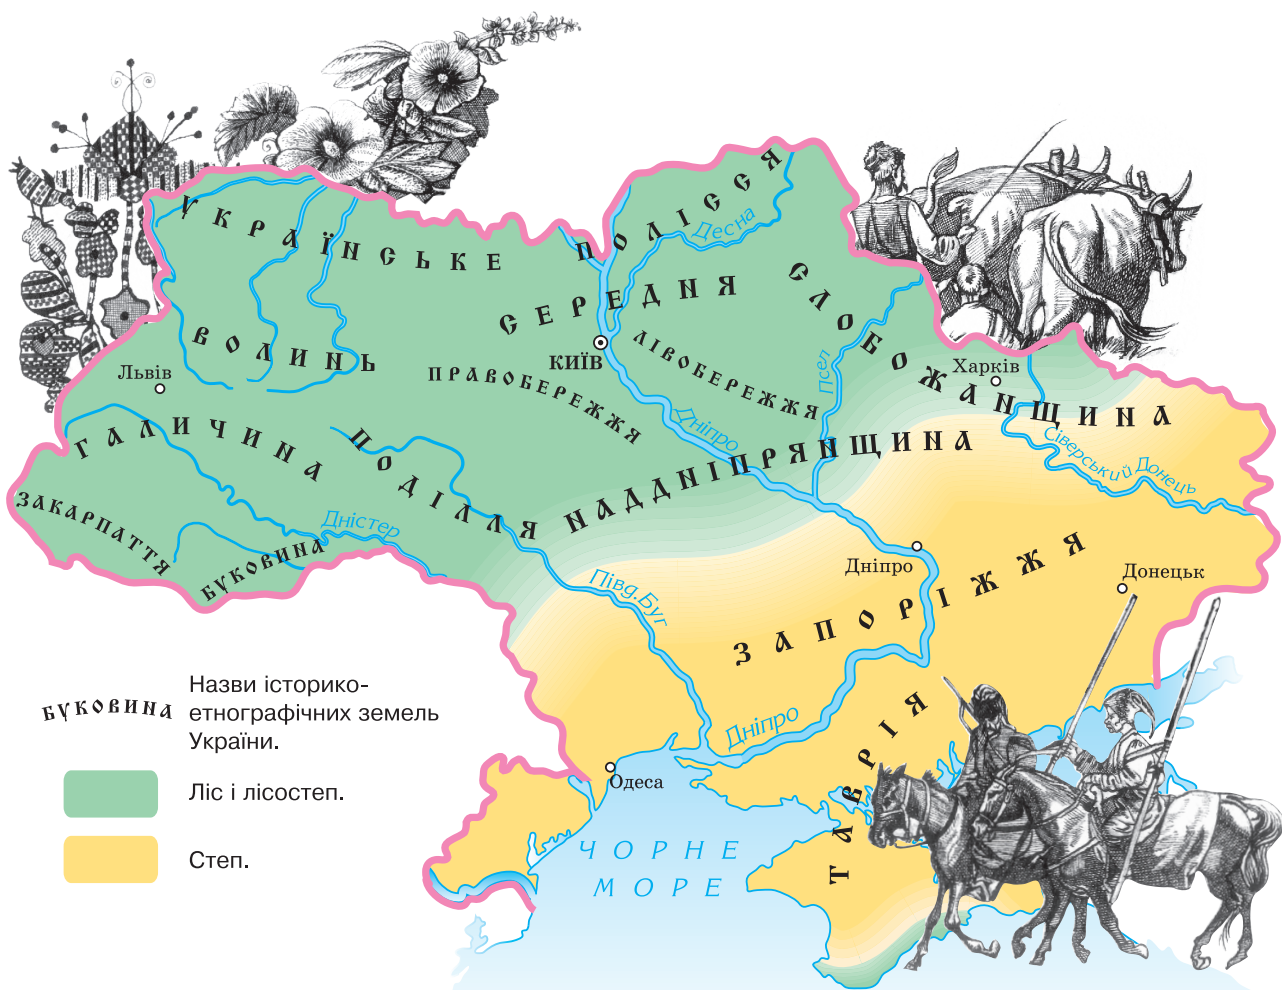 УКРАЇНСЬКЕ ПОЛІССЯ
Десна
СЕРЕДНЯ
СЛОБОЖАНЩИНА
ВОЛИНЬ
КИЇВ
ЛІВОБЕРЕЖЖЯ
Псел
Харків
Львів
ПРАВОБЕРЕЖЖЯ
Дніпро
ГАЛИЧИНА
ПОДІЛЛЯ
НАДДНІПРЯНЩИНА
Сіверський Донець
ЗАКАРПАТТЯ
Дністер
БУКОВИНА
Дніпро
Донецьк
Півд. Буг
ЗАПОРІЖЖЯ
БУКОВИНА
Назви історико-
етнографічних земель
України.
Дніпро
ТАВРІЯ
Одеса
Ліс і лісостеп.
ЧОРНЕ
МОРЕ
Степ.